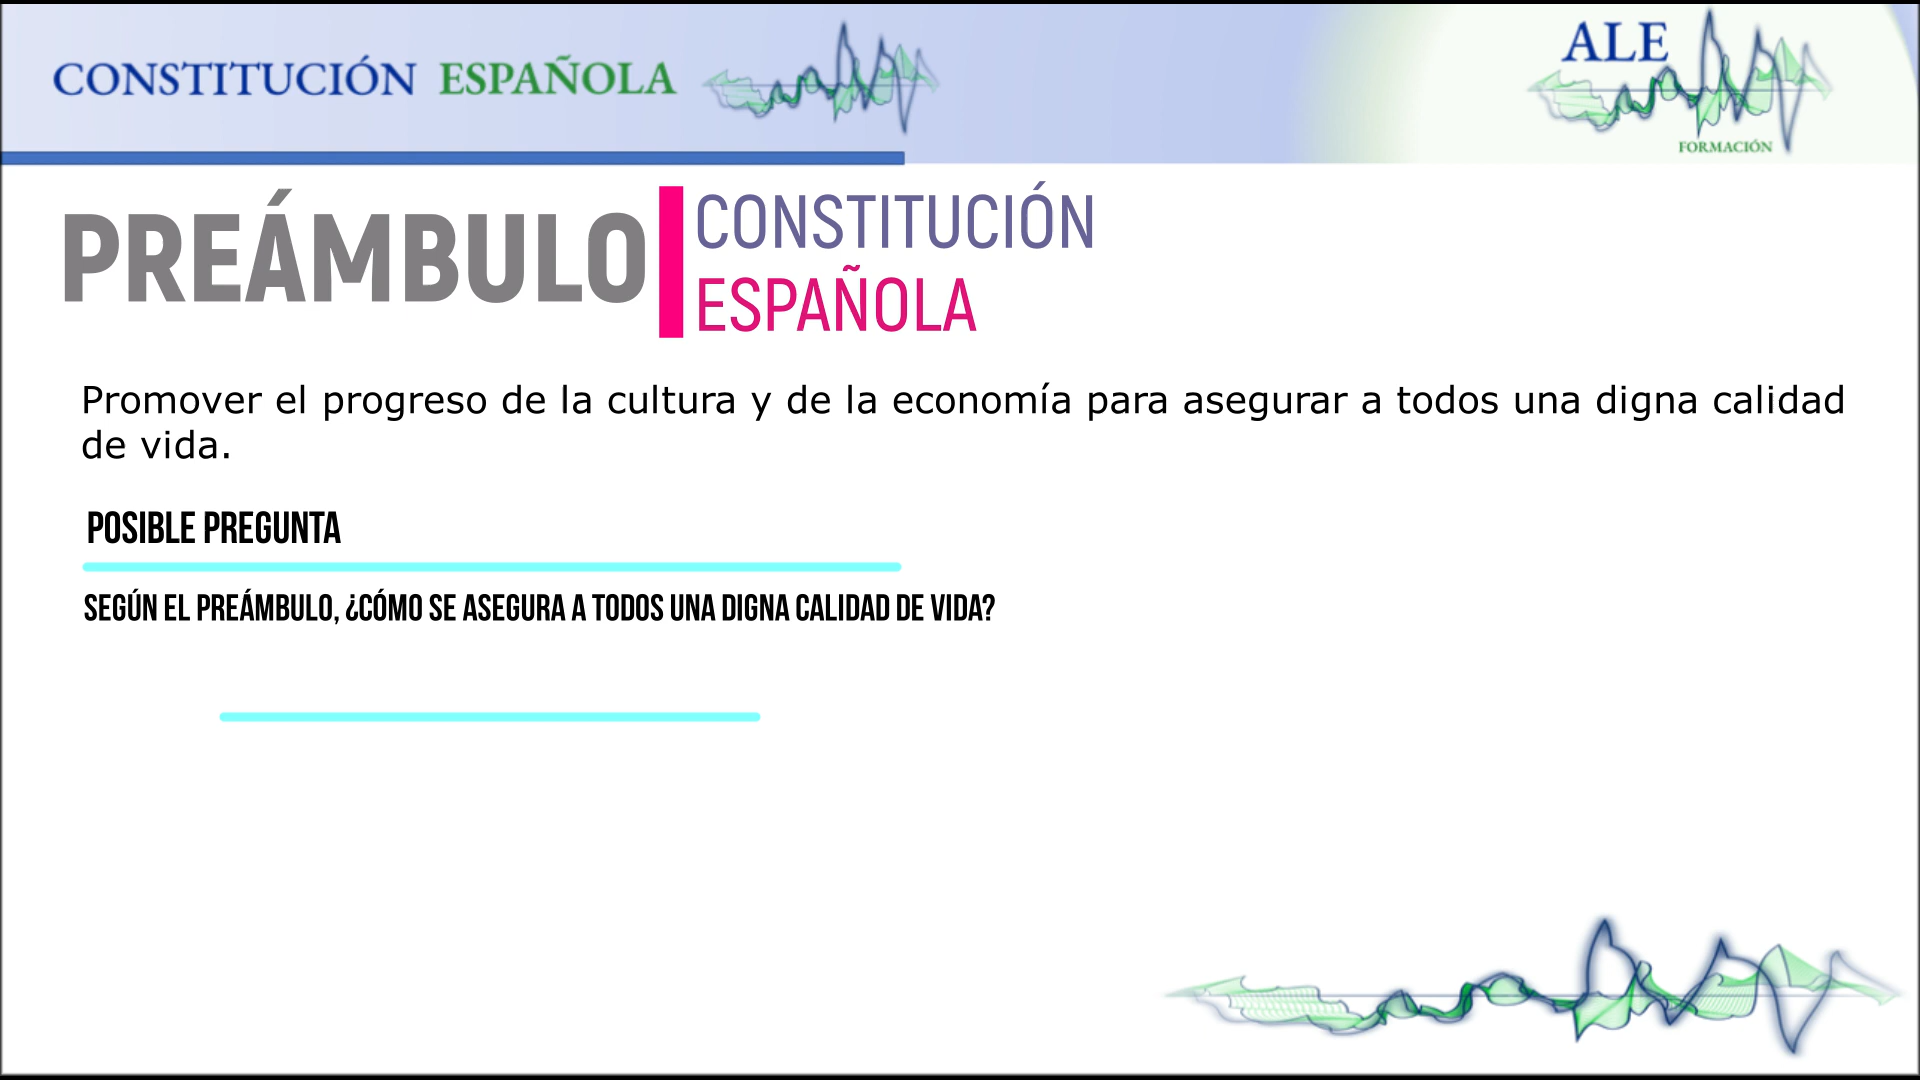 CONSTITUCIÓN ESPAÑOLA
ALE
FORMACIÓN
PREÁMBULO
CONSTITUCIÓN
ESPAÑOLA
Promover el progreso de la cultura y de la economía para asegurar a todos una digna calidad
de vida.
POSIBLE PREGUNTA
SEGÚN EL PREÁMBULO, ¿CÓMO SE ASEGURA A TODOS UNA DIGNA CALIDAD DE VIDA?